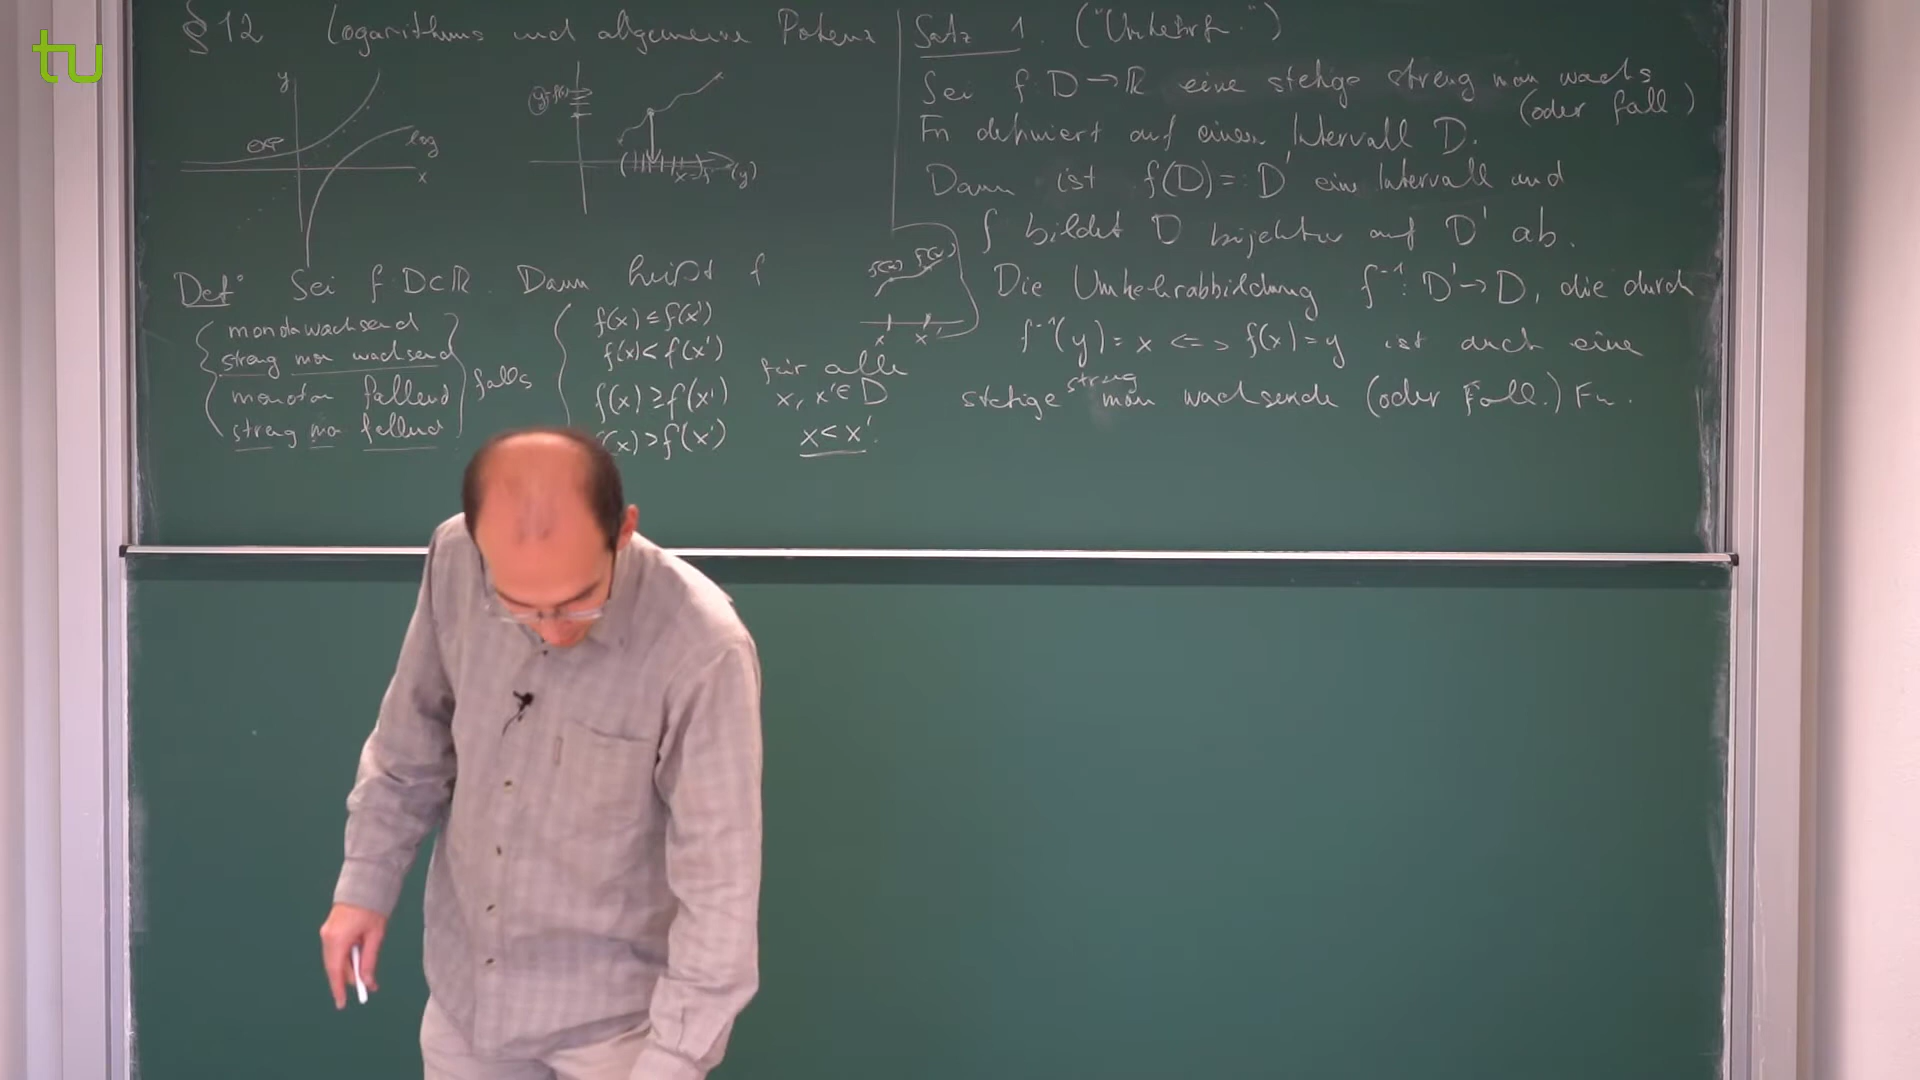 tu
§ 12 Logarithmus und allgemeine Potenz
y
exp
log
x
y=f(x)
(y)
Def: Sei f: D⊂ℝ. Dann heißt f
monoton wachsend
streng mon wachsend
monoton fallend
streng mon fallend
falls
f(x) ≤ f(x')
f(x) < f(x')
f(x) ≥ f(x')
f(x) > f(x')
für alle
x, x' ∈ D
x < x'.
f(x) f(x')
x x'
Satz 1. ("Umkehrf.")
Sei f: D → ℝ eine stetige streng mon wachs
(oder fall)
Fn definiert auf einem Intervall D.
Dann ist f(D) =: D' ein Intervall und
f bildet D bijektiv auf D' ab.
Die Umkehrabbildung f⁻¹: D' → D, die durch
f⁻¹(y) = x <=> f(x) = y ist auch eine
stetige streng mon wachsende (oder Fall.) Fn.